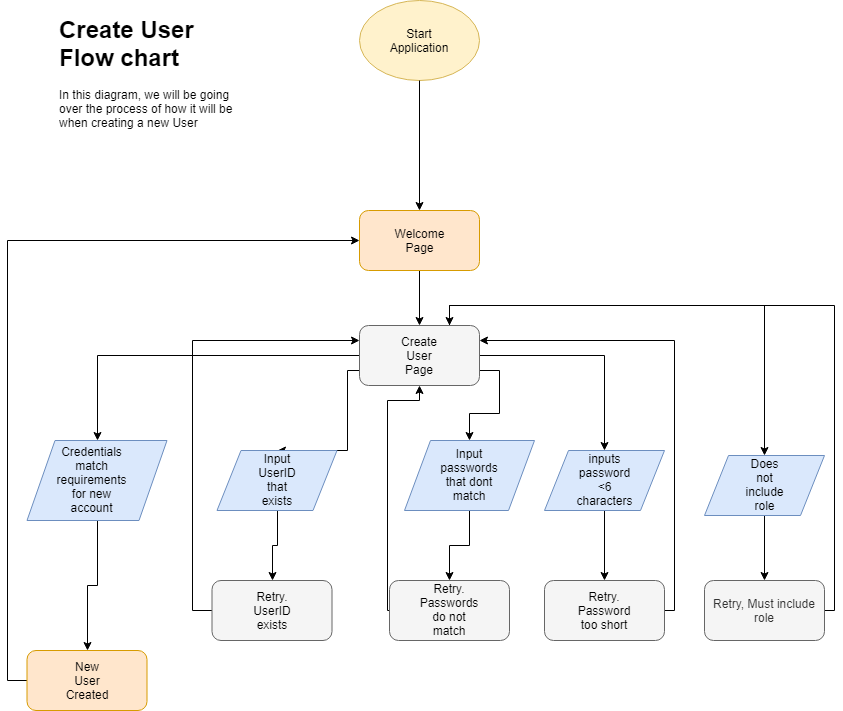 Create User
Flow chart
In this diagram, we will be going
over the process of how it will be
when creating a new User
Start
Application
Welcome
Page
Create
User
Page
Credentials
match
requirements
for new
account
Input
UserID
that
exists
Input
passwords
that dont
match
inputs
password
<6
characters
Does
not
include
role
Retry.
UserID
exists
Retry.
Passwords
do not
match
Retry.
Password
too short
Retry, Must include
role
New
User
Created